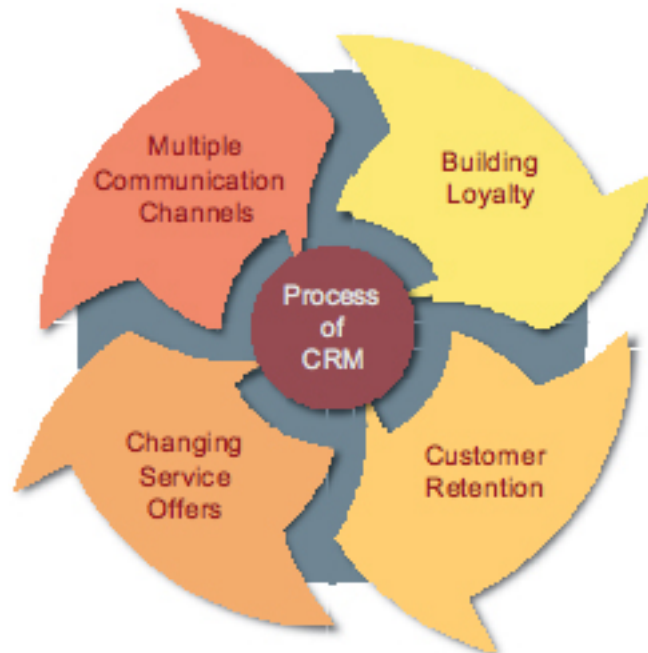 Multiple
Communication
Channels
Building
Loyalty
Process
of
CRM
Changing
Service
Offers
Customer
Retention